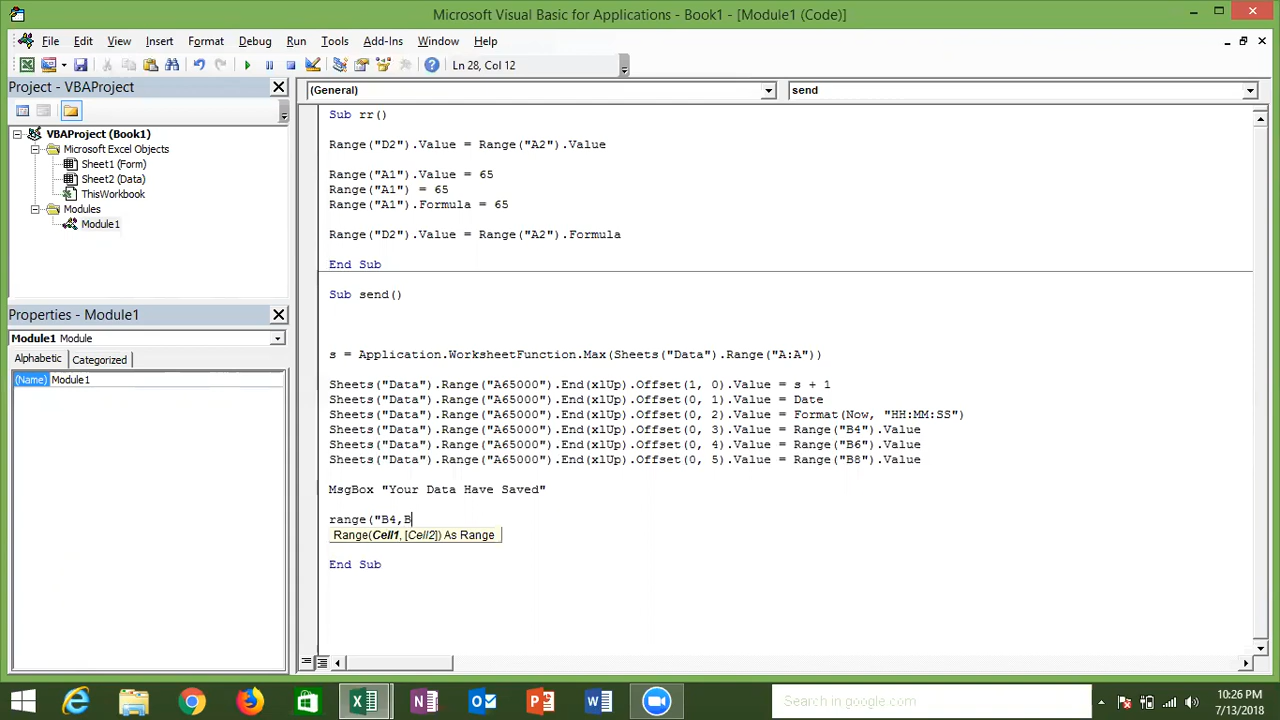 Microsoft Visual Basic for Applications - Book1 - [Module1 (Code)]
File Edit View Insert Format Debug Run Tools Add-Ins Window Help
Ln 28, Col 12
Project - VBAProject
(General)
send
VBAProject (Book1)
Microsoft Excel Objects
Sheet1 (Form)
Sheet2 (Data)
ThisWorkbook
Modules
Module1
Properties - Module1
Module1 Module
Alphabetic Categorized
(Name) Module1
Sub rr()
Range("D2").Value = Range("A2").Value
Range("A1").Value = 65
Range("A1") = 65
Range("A1").Formula = 65
Range("D2").Value = Range("A2").Formula
End Sub
Sub send()
s = Application.WorksheetFunction.Max(Sheets("Data").Range("A:A"))
Sheets("Data").Range("A65000").End(xlUp).Offset(1, 0).Value = s + 1
Sheets("Data").Range("A65000").End(xlUp).Offset(0, 1).Value = Date
Sheets("Data").Range("A65000").End(xlUp).Offset(0, 2).Value = Format(Now, "HH:MM:SS")
Sheets("Data").Range("A65000").End(xlUp).Offset(0, 3).Value = Range("B4").Value
Sheets("Data").Range("A65000").End(xlUp).Offset(0, 4).Value = Range("B6").Value
Sheets("Data").Range("A65000").End(xlUp).Offset(0, 5).Value = Range("B8").Value
MsgBox "Your Data Have Saved"
range("B4,B
Range(Cell1, [Cell2]) As Range
End Sub
Search in google.com
10:26 PM
7/13/2018